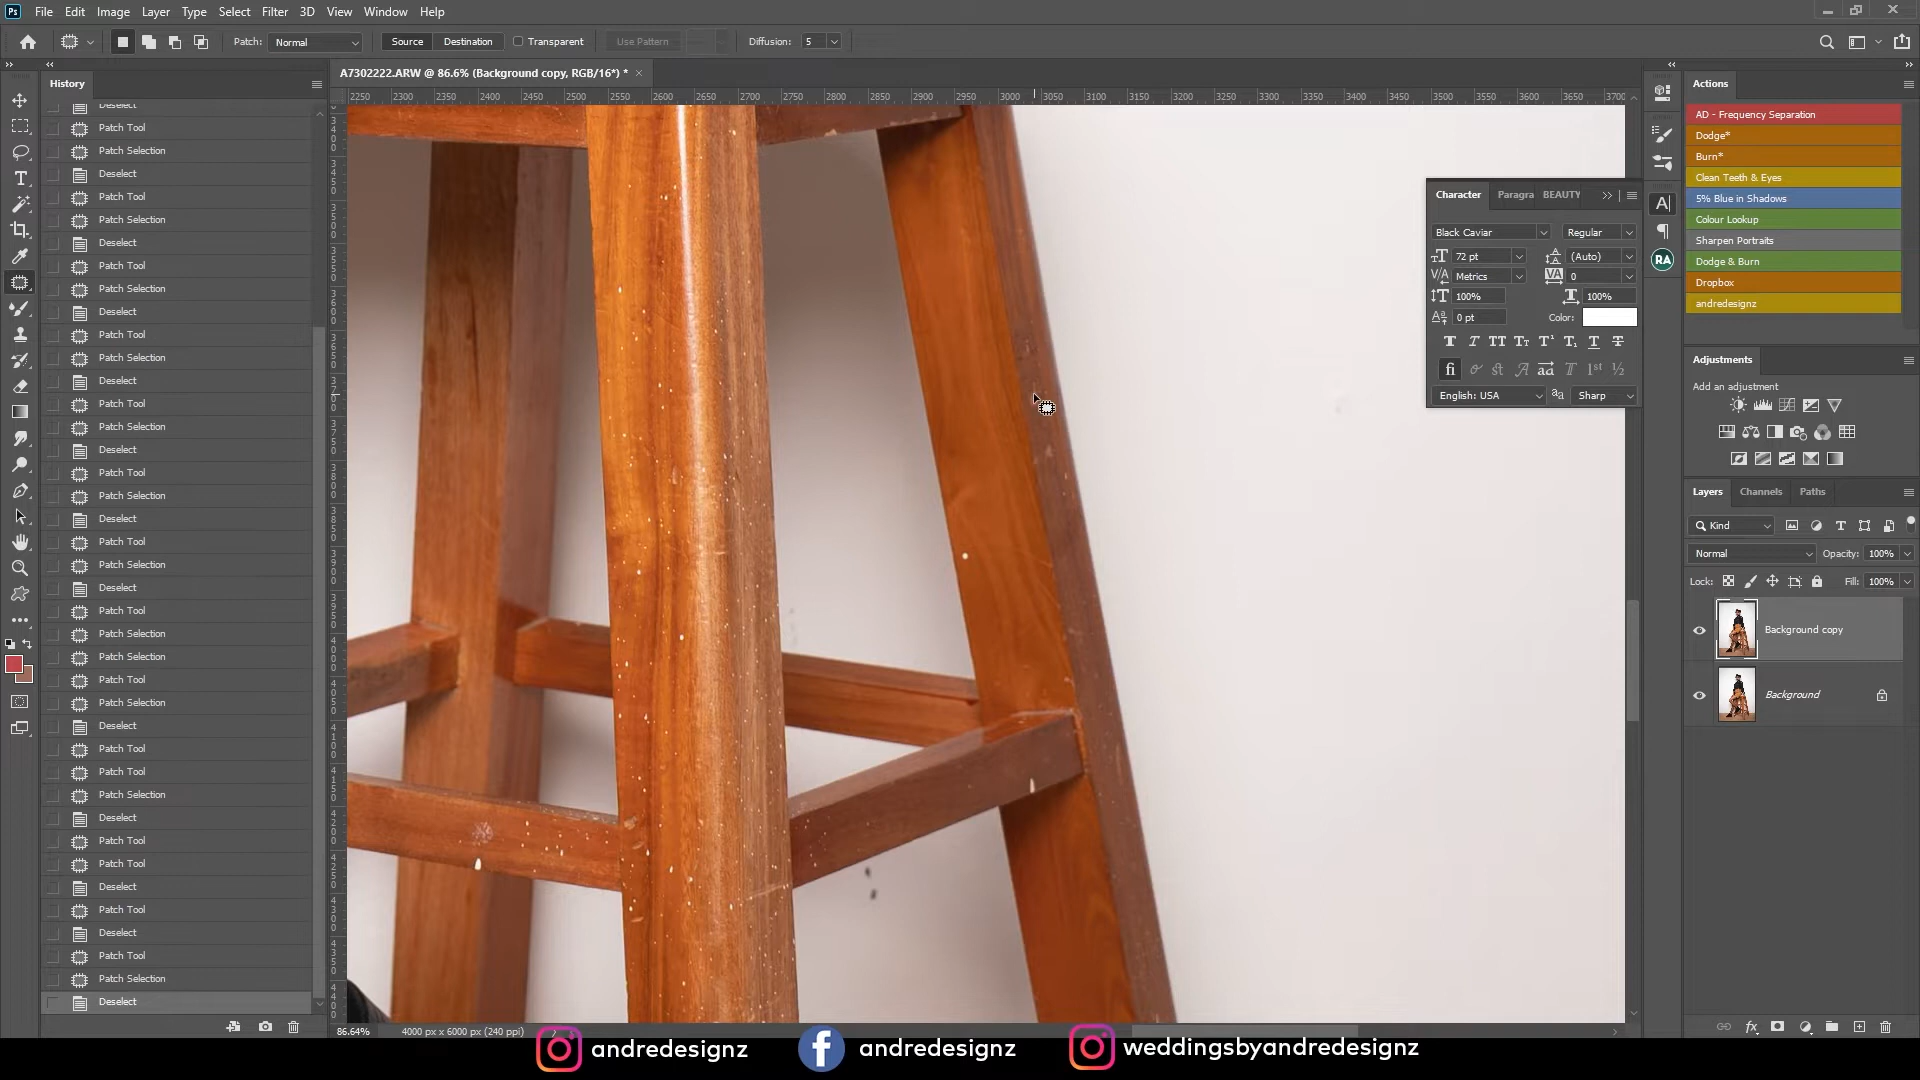 Ps File Edit Image Layer Type Select Filter 3D View Window Help
Patch: Normal Source Destination Transparent Use Pattern Diffusion: 5
History
A7302222.ARW @ 86.6% (Background copy, RGB/16*) * ×
2250 2300 2350 2400 2450 2500 2550 2600 2650 2700 2750 2800 2850 2900 2950 3000 3050 3100 3150 3200 3250 3300 3350 3400 3450 3500 3550 3600 3650 3700
Deselect
Patch Tool
Patch Selection
Deselect
Patch Tool
Patch Selection
Deselect
Patch Tool
Patch Selection
Deselect
Patch Tool
Patch Selection
Deselect
Patch Tool
Patch Selection
Deselect
Patch Tool
Patch Selection
Deselect
Patch Tool
Patch Selection
Deselect
Patch Tool
Patch Selection
Patch Selection
Patch Tool
Patch Selection
Deselect
Patch Tool
Patch Tool
Patch Selection
Deselect
Patch Tool
Patch Tool
Deselect
Patch Tool
Deselect
Patch Tool
Patch Selection
Deselect
86.64% 4000 px x 6000 px (240 ppi)
Character Paragra BEAUTY
Black Caviar Regular
72 pt (Auto)
Metrics 0
100% 100%
0 pt Color:
English: USA Sharp
RA
Actions
AD - Frequency Separation
Dodge*
Burn*
Clean Teeth & Eyes
5% Blue in Shadows
Colour Lookup
Sharpen Portraits
Dodge & Burn
Dropbox
andredesignz
Adjustments
Add an adjustment
Layers Channels Paths
Kind
Normal Opacity: 100%
Lock: Fill: 100%
Background copy
Background
andredesignz andredesignz weddingsbyandredesignz